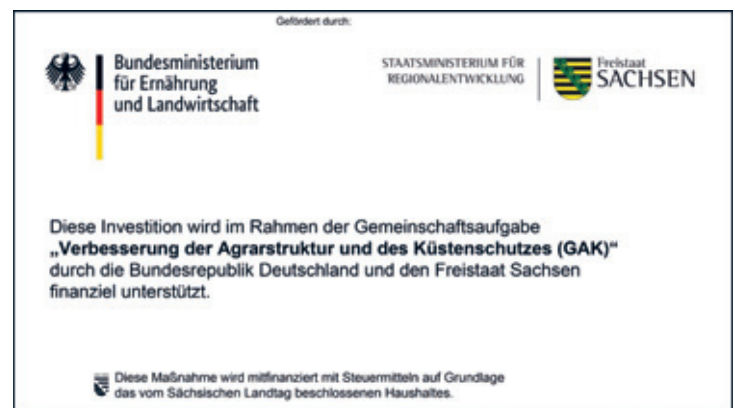 Gefördert durch:
Bundesministerium
für Ernährung
und Landwirtschaft
STAATSMINISTERIUM FÜR
REGIONALENTWICKLUNG
Freistaat
SACHSEN
Diese Investition wird im Rahmen der Gemeinschaftsaufgabe
„Verbesserung der Agrarstruktur und des Küstenschutzes (GAK)“
durch die Bundesrepublik Deutschland und den Freistaat Sachsen
finanziel unterstützt.
Diese Maßnahme wird mitfinanziert mit Steuermitteln auf Grundlage
das vom Sächsischen Landtag beschlossenen Haushaltes.